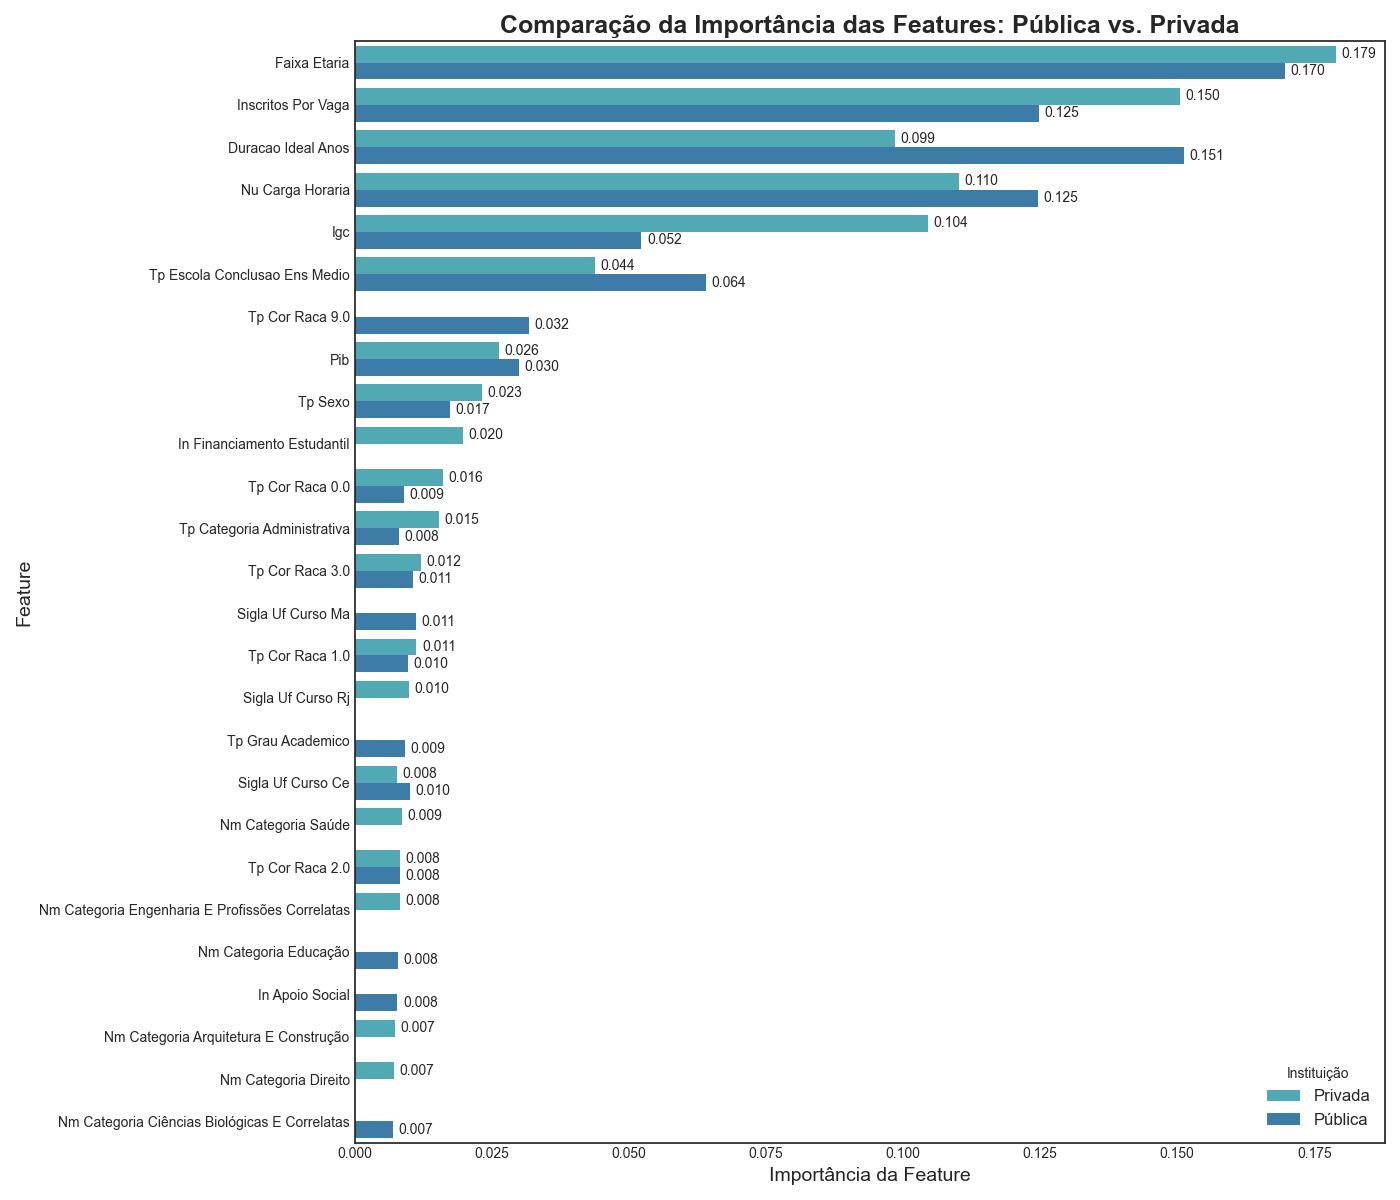 Comparação da Importância das Features: Pública vs. Privada
Faixa Etaria
0.179
0.170
Inscritos Por Vaga
0.150
0.125
Duracao Ideal Anos
0.099
0.151
Nu Carga Horaria
0.110
0.125
Igc
0.104
0.052
Tp Escola Conclusao Ens Medio
0.044
0.064
Tp Cor Raca 9.0
0.032
Pib
0.026
0.030
Tp Sexo
0.023
0.017
In Financiamento Estudantil
0.020
Tp Cor Raca 0.0
0.016
0.009
Tp Categoria Administrativa
0.015
0.008
Tp Cor Raca 3.0
0.012
0.011
Sigla Uf Curso Ma
0.011
Tp Cor Raca 1.0
0.011
0.010
Sigla Uf Curso Rj
0.010
Tp Grau Academico
0.009
Sigla Uf Curso Ce
0.008
0.010
Nm Categoria Saúde
0.009
Tp Cor Raca 2.0
0.008
0.008
Nm Categoria Engenharia E Profissões Correlatas
0.008
Nm Categoria Educação
0.008
In Apoio Social
0.008
Nm Categoria Arquitetura E Construção
0.007
Nm Categoria Direito
0.007
Nm Categoria Ciências Biológicas E Correlatas
0.007
Feature
Instituição
Privada
Pública
0.000 0.025 0.050 0.075 0.100 0.125 0.150 0.175
Importância da Feature